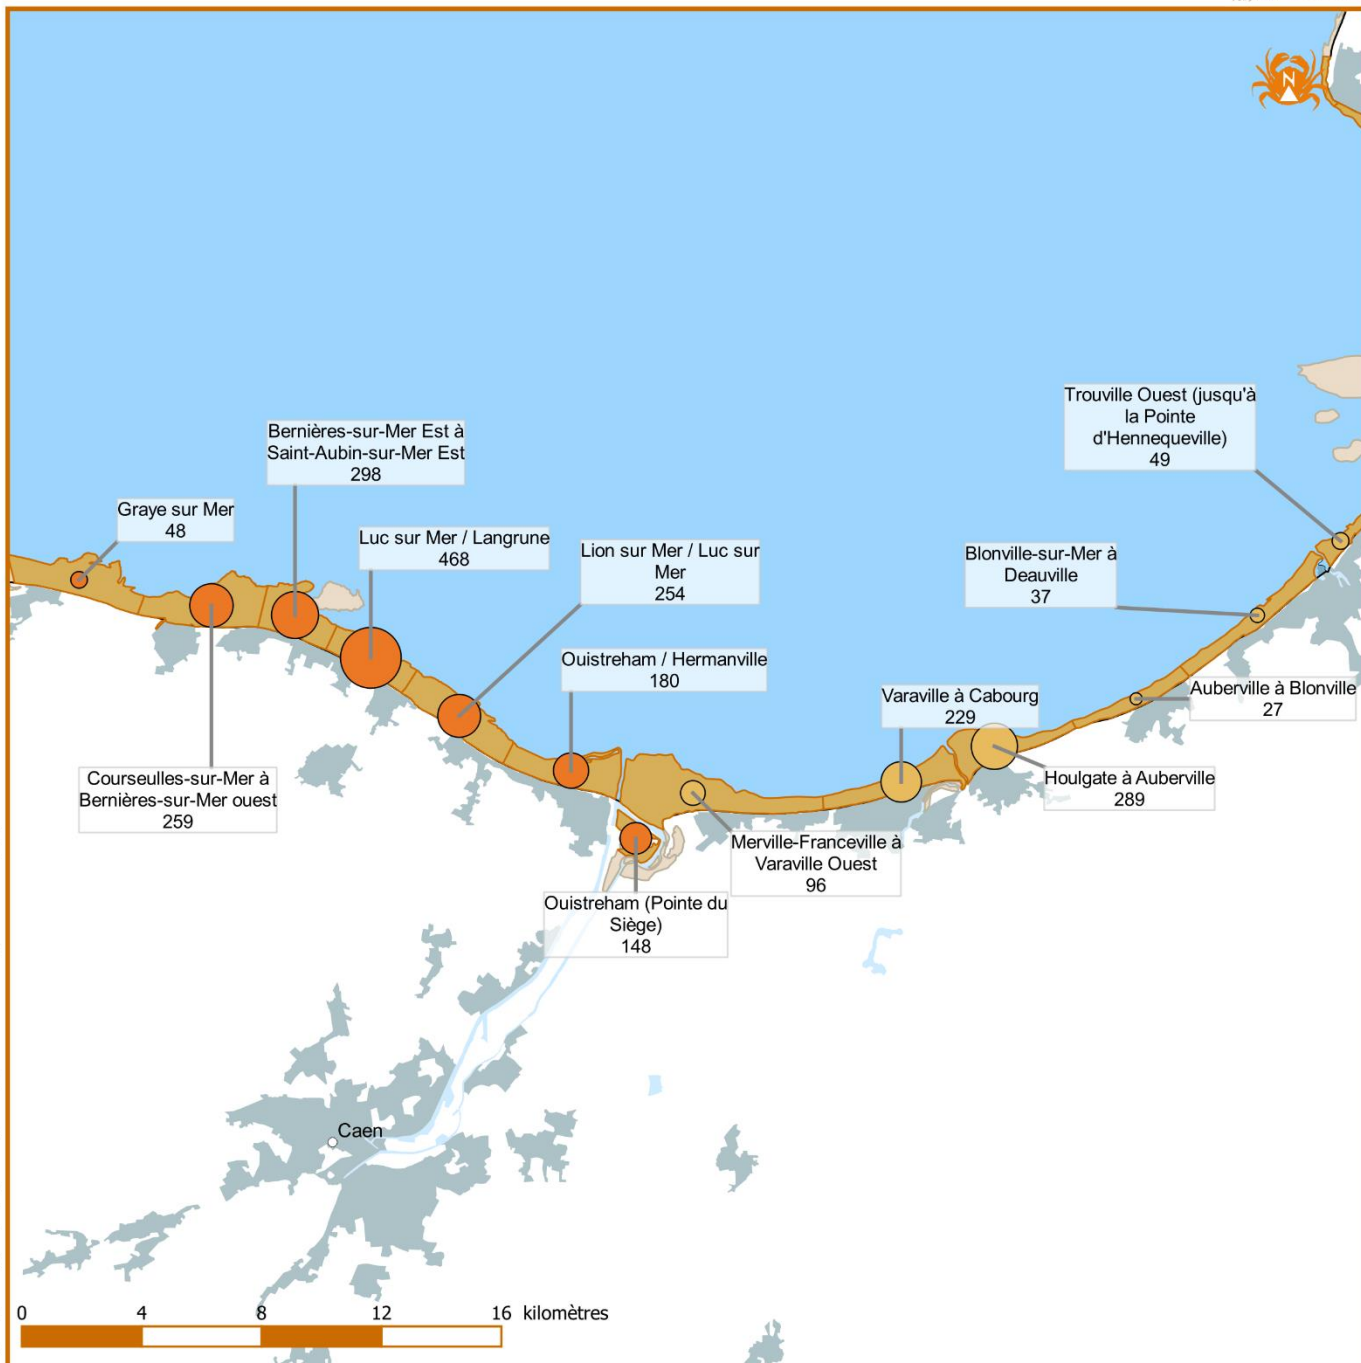 N
Trouville Ouest (jusqu'à
la Pointe
d'Hennequeville)
49
Bernières-sur-Mer Est à
Saint-Aubin-sur-Mer Est
298
Graye sur Mer
48
Luc sur Mer / Langrune
468
Lion sur Mer / Luc sur
Mer
254
Blonville-sur-Mer à
Deauville
37
Ouistreham / Hermanville
180
Varaville à Cabourg
229
Auberville à Blonville
27
Courseulles-sur-Mer à
Bernières-sur-Mer ouest
259
Houlgate à Auberville
289
Merville-Franceville à
Varaville Ouest
96
Ouistreham (Pointe du
Siège)
148
Caen
0 4 8 12 16 kilomètres